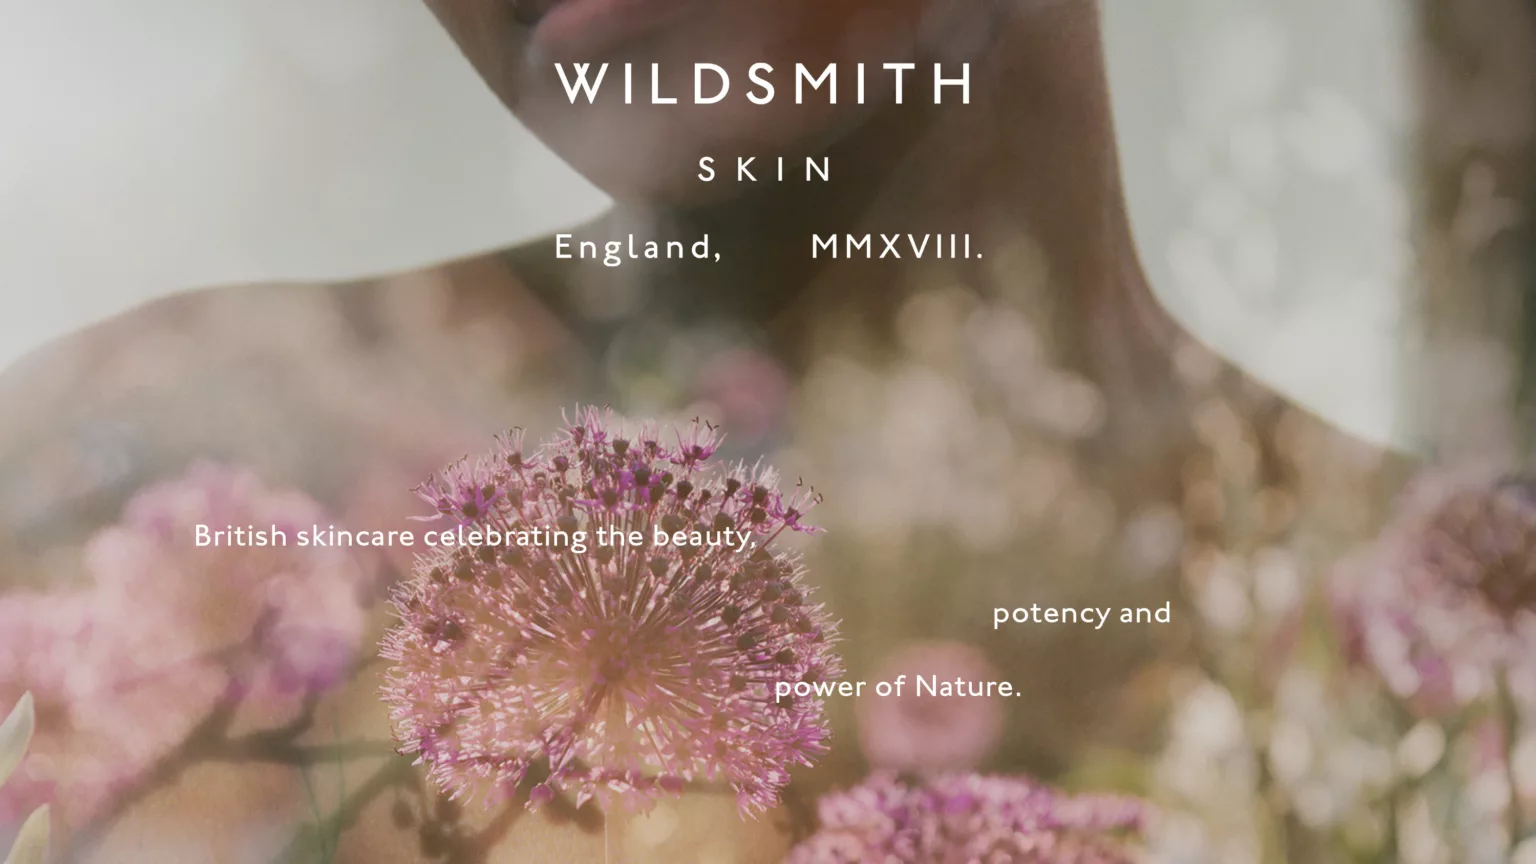 WILDSMITH
SKIN
England, MMXVIII.
British skincare celebrating the beauty,
potency and
power of Nature.